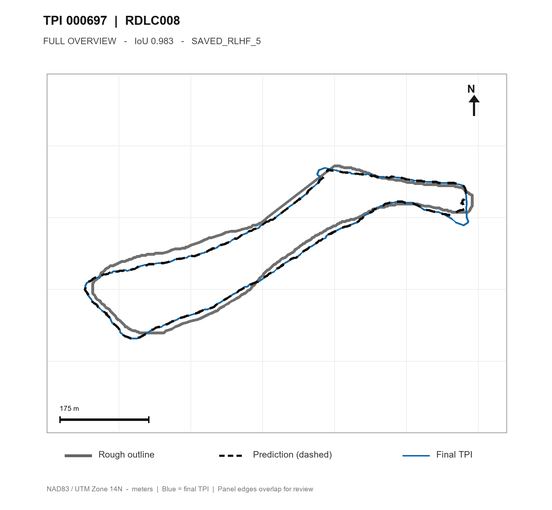 TPI 000697 | RDLC008
FULL OVERVIEW - IoU 0.983 - SAVED_RLHF_5
N
175 m
Rough outline
Prediction (dashed)
Final TPI
NAD83 / UTM Zone 14N - meters | Blue = final TPI | Panel edges overlap for review